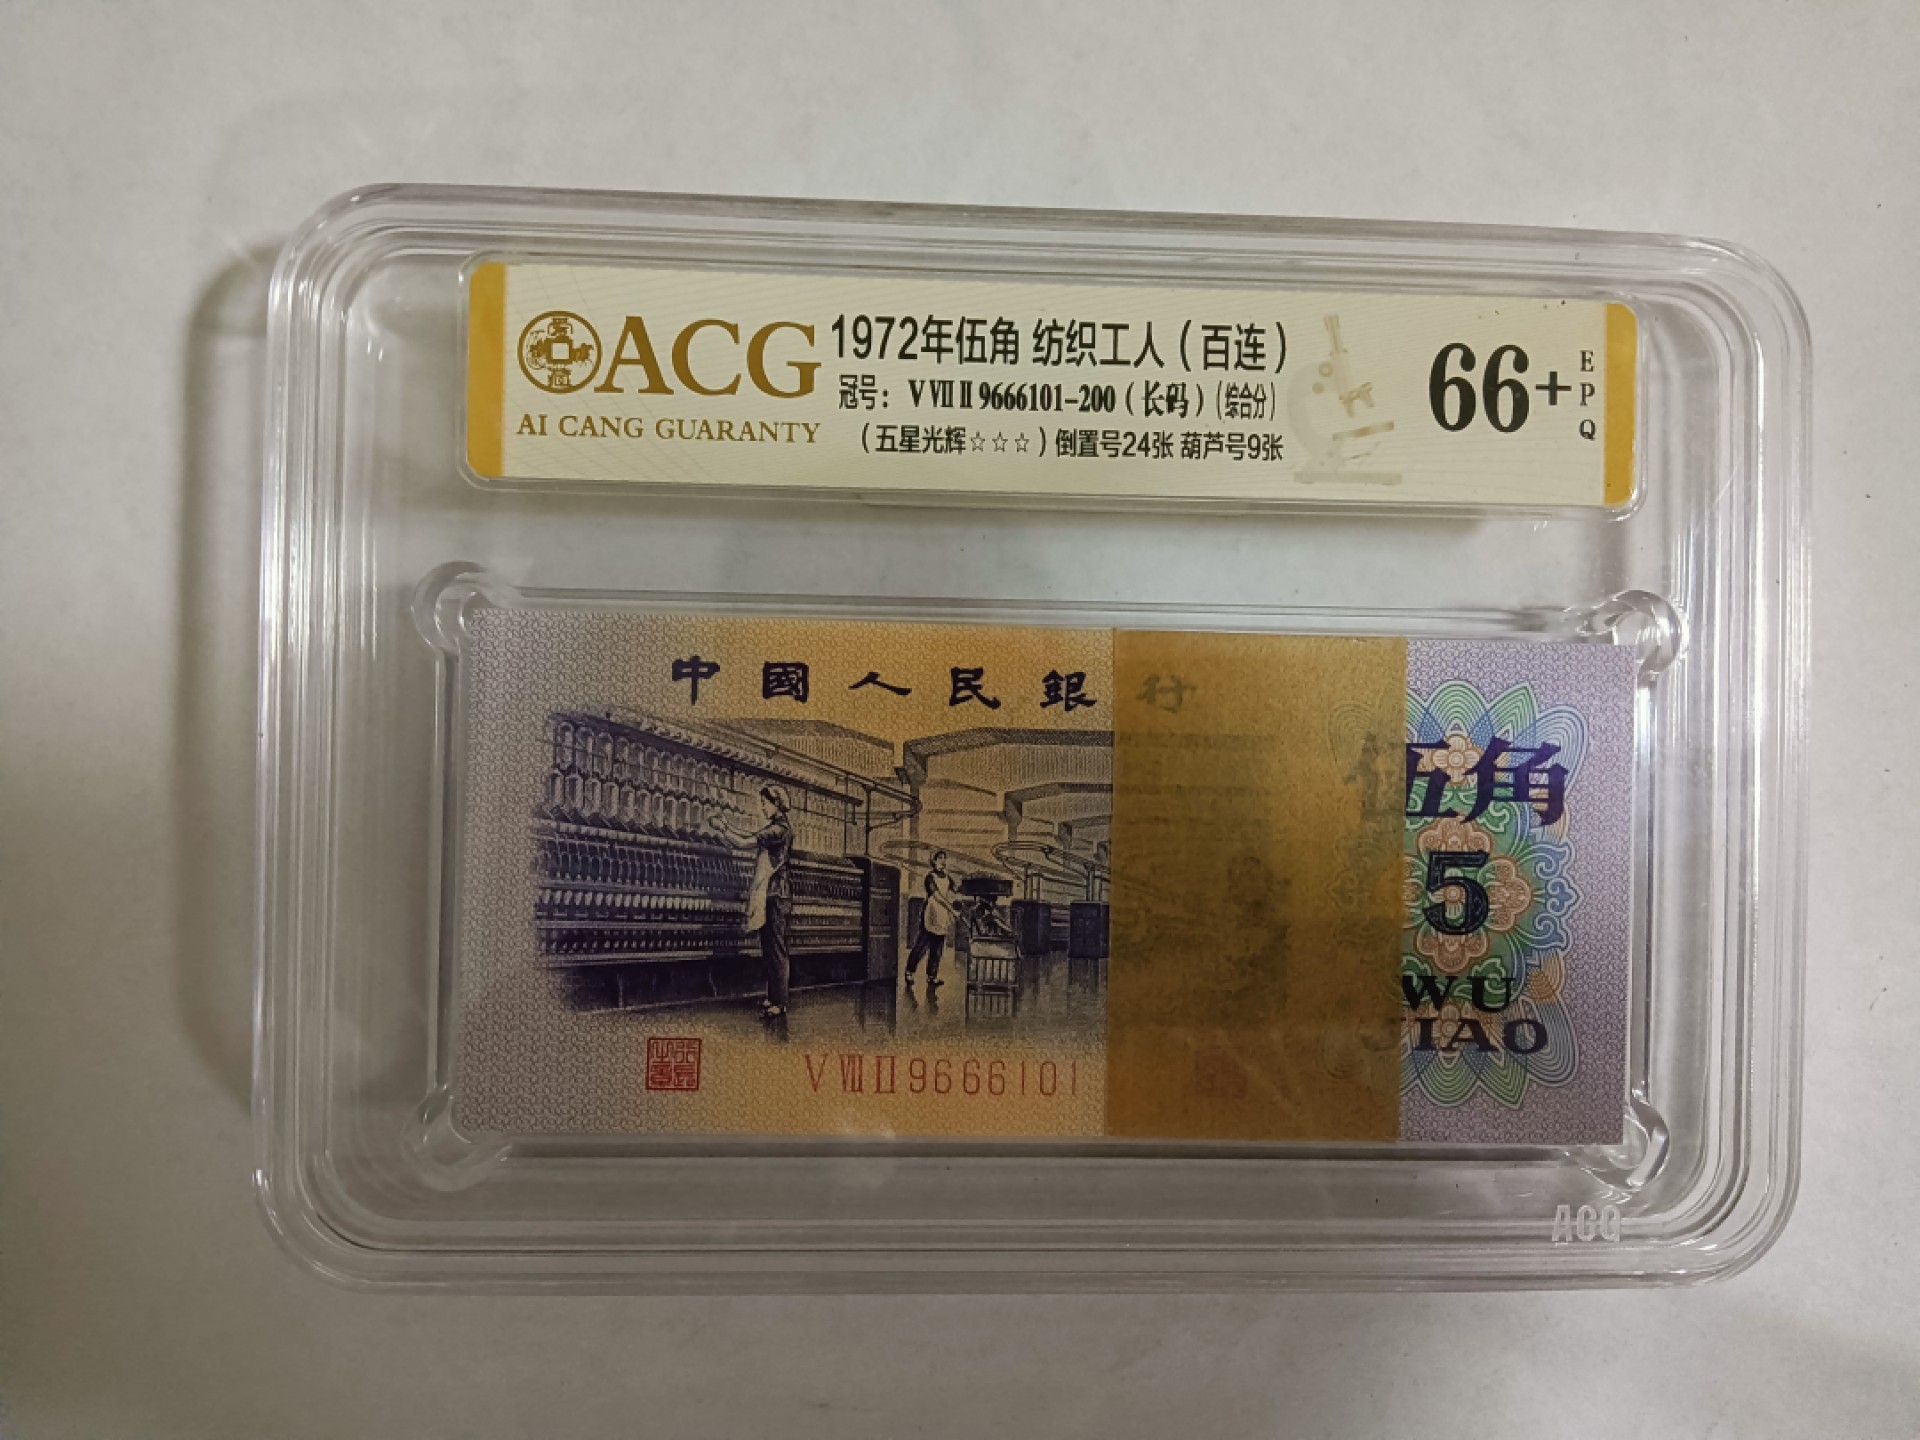 ACG
AI CANG GUARANTY
1972年伍角 纺织工人（百连）
冠号：ⅤⅦⅡ9666101-200（长码）(综合分)
（五星光辉☆☆☆）倒置号24张 葫芦号9张
66+
EPQ
中國人民銀行
伍角
5
WU
JIAO
ⅤⅧⅡ9666101
ACG